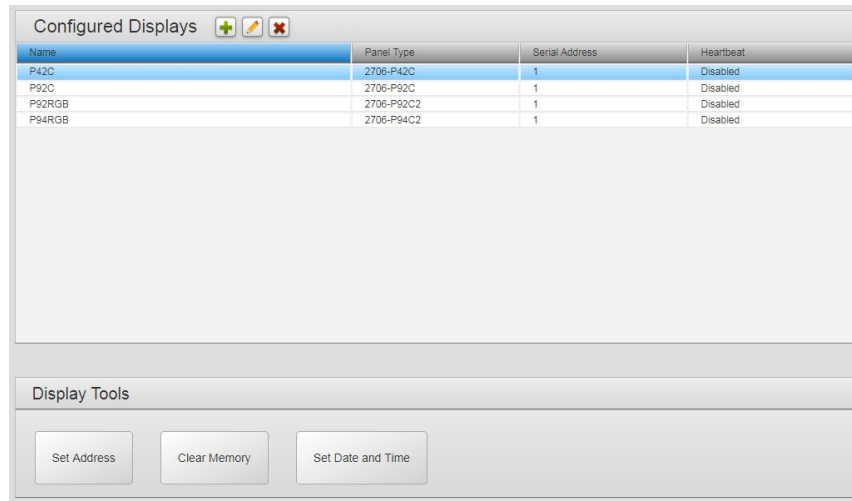 Configured Displays
Name Panel Type Serial Address Heartbeat
P42C 2706-P42C 1 Disabled
P92C 2706-P92C 1 Disabled
P92RGB 2706-P92C2 1 Disabled
P94RGB 2706-P94C2 1 Disabled
Display Tools
Set Address Clear Memory Set Date and Time